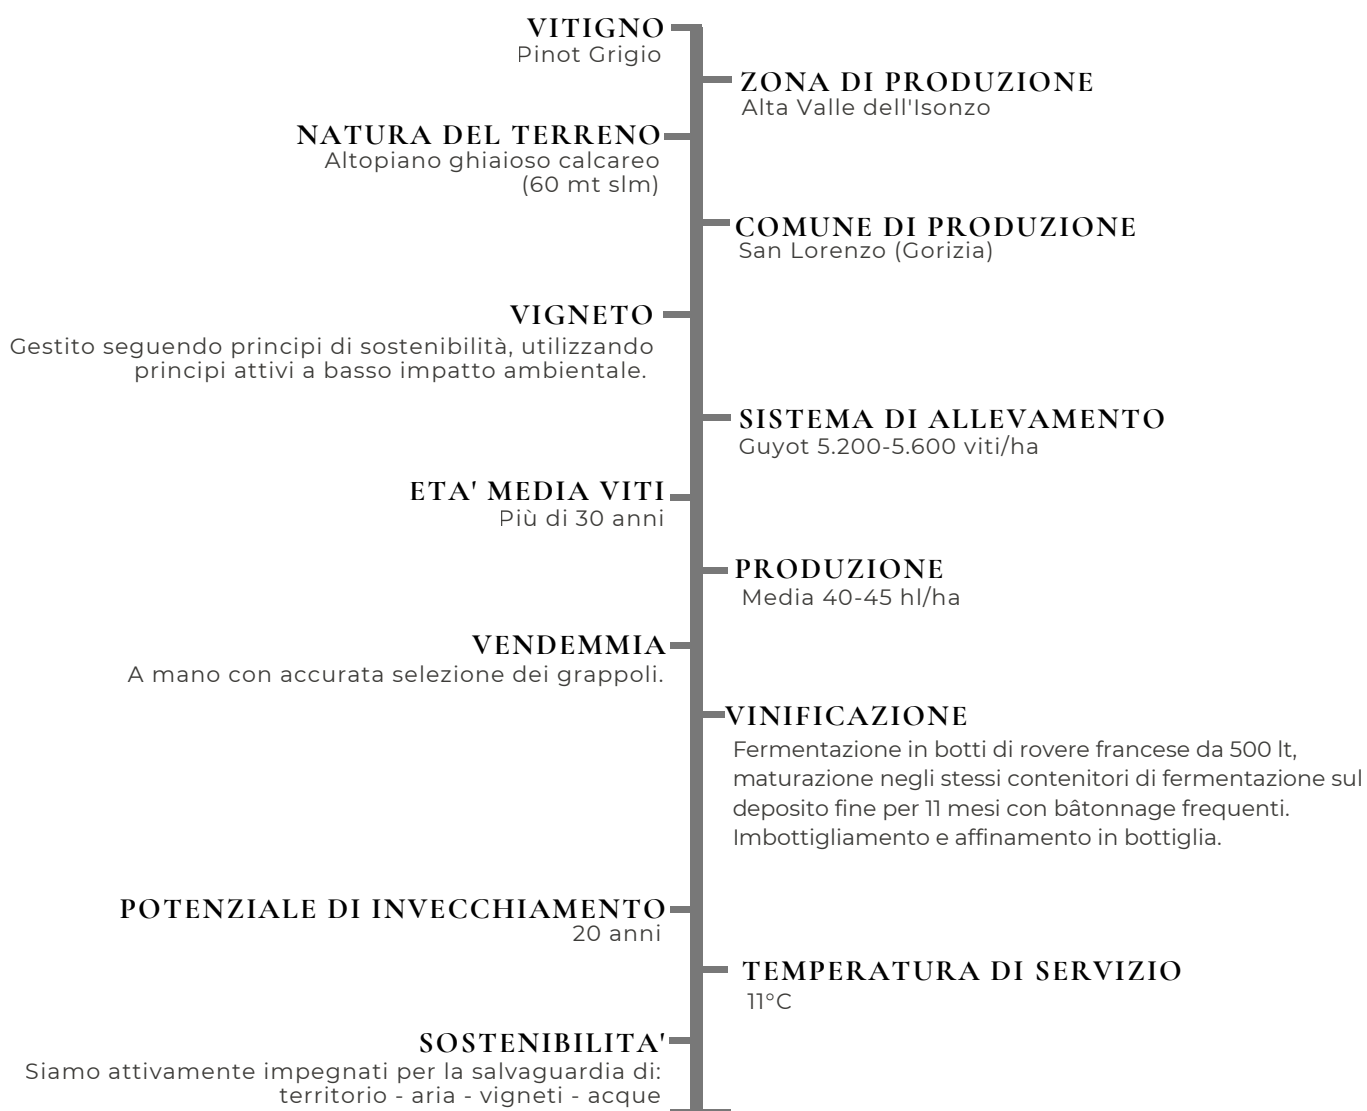 VITIGNO
Pinot Grigio
ZONA DI PRODUZIONE
Alta Valle dell'Isonzo
NATURA DEL TERRENO
Altopiano ghiaioso calcareo
(60 mt slm)
COMUNE DI PRODUZIONE
San Lorenzo (Gorizia)
VIGNETO
Gestito seguendo principi di sostenibilità, utilizzando
principi attivi a basso impatto ambientale.
SISTEMA DI ALLEVAMENTO
Guyot 5.200-5.600 viti/ha
ETA' MEDIA VITI
Più di 30 anni
PRODUZIONE
Media 40-45 hl/ha
VENDEMMIA
A mano con accurata selezione dei grappoli.
VINIFICAZIONE
Fermentazione in botti di rovere francese da 500 lt,
maturazione negli stessi contenitori di fermentazione sul
deposito fine per 11 mesi con bâtonnage frequenti.
Imbottigliamento e affinamento in bottiglia.
POTENZIALE DI INVECCHIAMENTO
20 anni
TEMPERATURA DI SERVIZIO
11°C
SOSTENIBILITA'
Siamo attivamente impegnati per la salvaguardia di:
territorio - aria - vigneti - acque